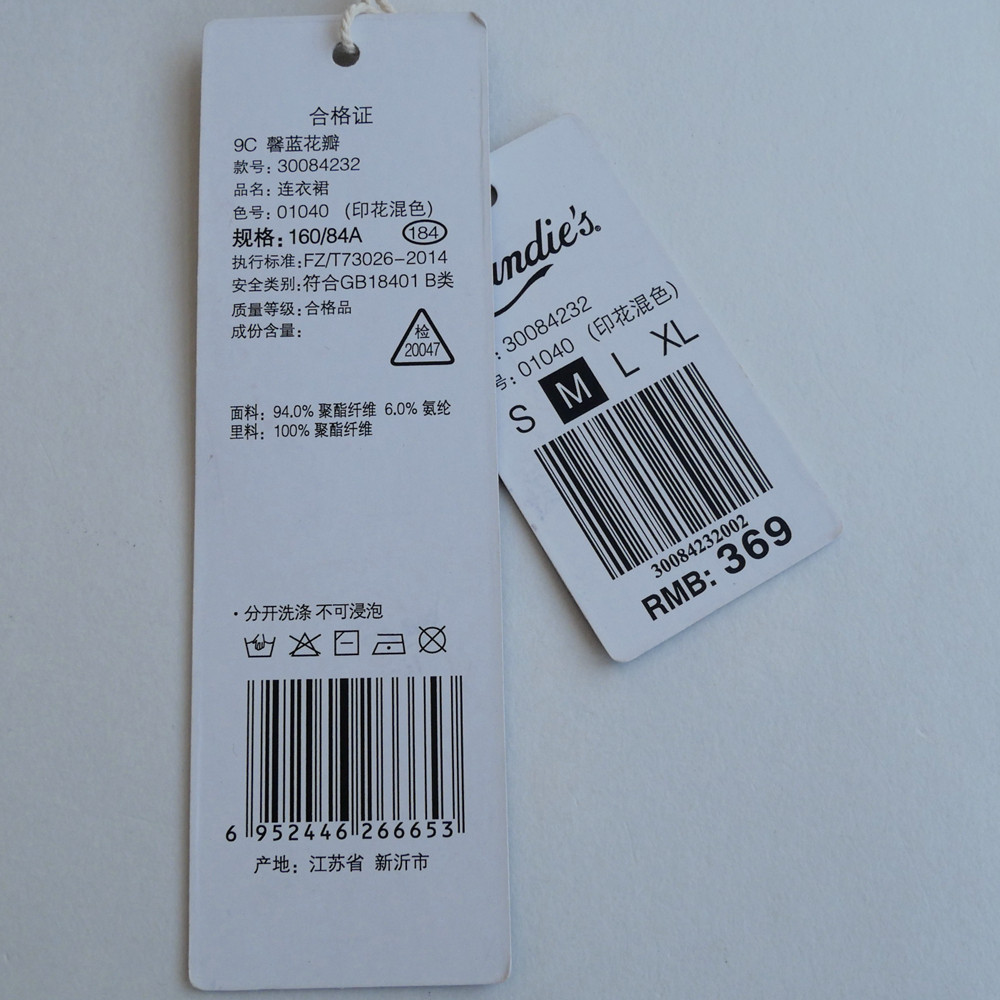 合格证
9C 馨蓝花瓣
款号: 30084232
品名: 连衣裙
色号: 01040 (印花混色)
规格: 160/84A 184
执行标准: FZ/T73026-2014
安全类别: 符合GB18401 B类
质量等级: 合格品
成份含量:
检
20047
面料: 94.0% 聚酯纤维 6.0% 氨纶
里料: 100% 聚酯纤维
·分开洗涤 不可浸泡
6 952446 266653
产地: 江苏省 新沂市
andie's
: 30084232
号: 01040 (印花混色)
S M L XL
30084232002
RMB: 369